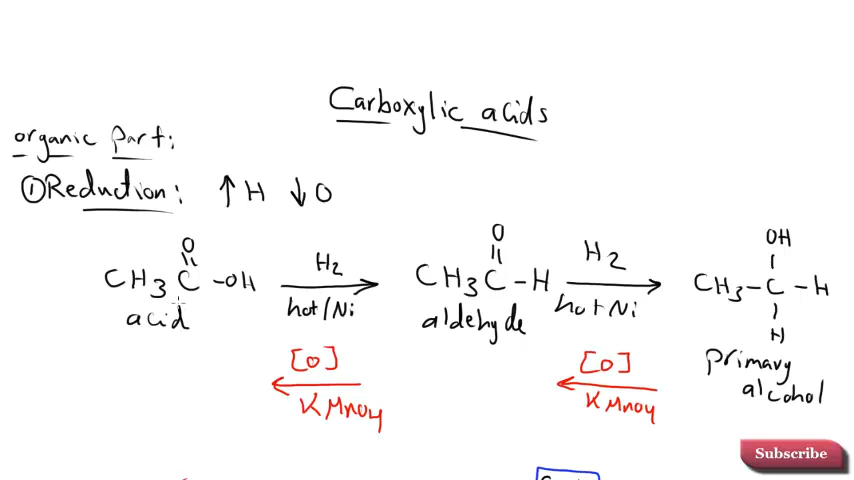 Carboxylic acids
organic part:
① Reduction: ↑ H ↓ O
O
CH3 C -OH
acid
H2
hot/Ni
O
CH3 C - H
aldehyde
H2
hot Ni
OH
CH3 - C - H
H
primary
alcohol
[O]
KMnO4
[O]
KMnO4
Subscribe